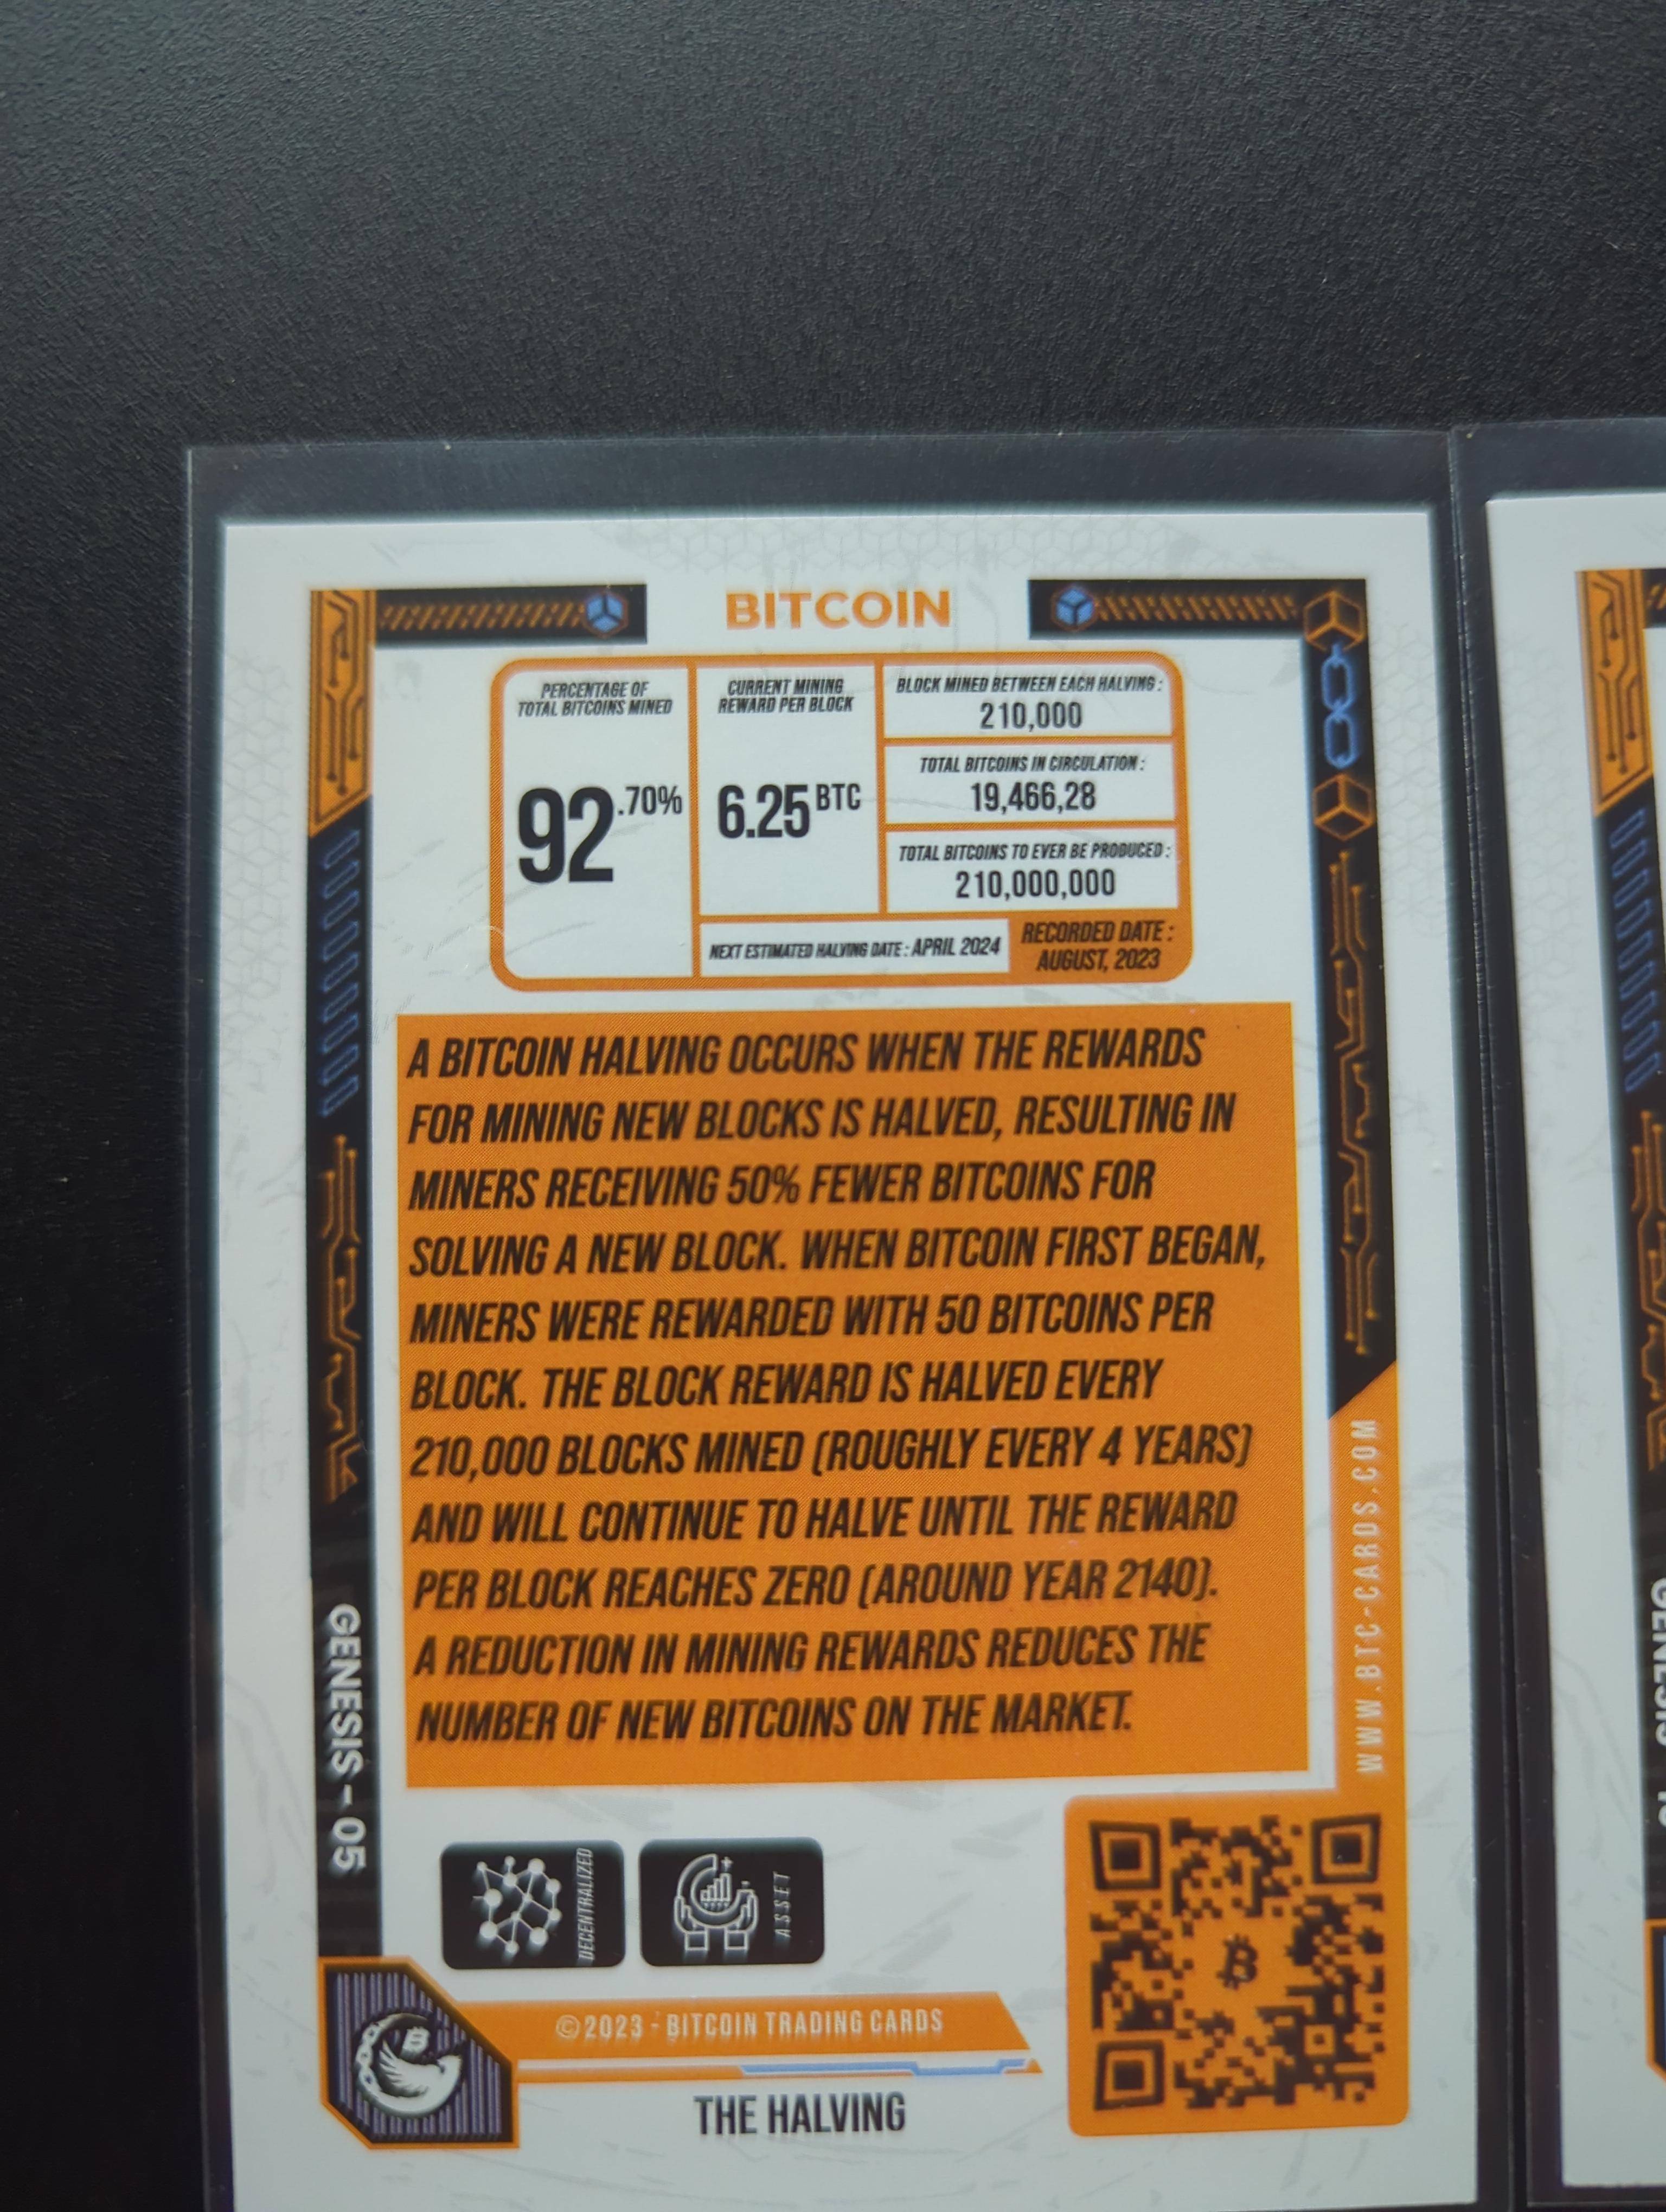 BITCOIN
PERCENTAGE OF
TOTAL BITCOINS MINED
92.70%
CURRENT MINING
REWARD PER BLOCK
6.25 BTC
BLOCK MINED BETWEEN EACH HALVING:
210,000
TOTAL BITCOINS IN CIRCULATION:
19,466,28
TOTAL BITCOINS TO EVER BE PRODUCED:
210,000,000
NEXT ESTIMATED HALVING DATE: APRIL 2024
RECORDED DATE:
AUGUST, 2023
A BITCOIN HALVING OCCURS WHEN THE REWARDS
FOR MINING NEW BLOCKS IS HALVED, RESULTING IN
MINERS RECEIVING 50% FEWER BITCOINS FOR
SOLVING A NEW BLOCK. WHEN BITCOIN FIRST BEGAN,
MINERS WERE REWARDED WITH 50 BITCOINS PER
BLOCK. THE BLOCK REWARD IS HALVED EVERY
210,000 BLOCKS MINED (ROUGHLY EVERY 4 YEARS)
AND WILL CONTINUE TO HALVE UNTIL THE REWARD
PER BLOCK REACHES ZERO (AROUND YEAR 2140).
A REDUCTION IN MINING REWARDS REDUCES THE
NUMBER OF NEW BITCOINS ON THE MARKET.
WWW.BTC-CARDS.COM
GENESIS - 05
DECENTRALIZED
ASSET
©2023 - BITCOIN TRADING CARDS
THE HALVING
GENESIS